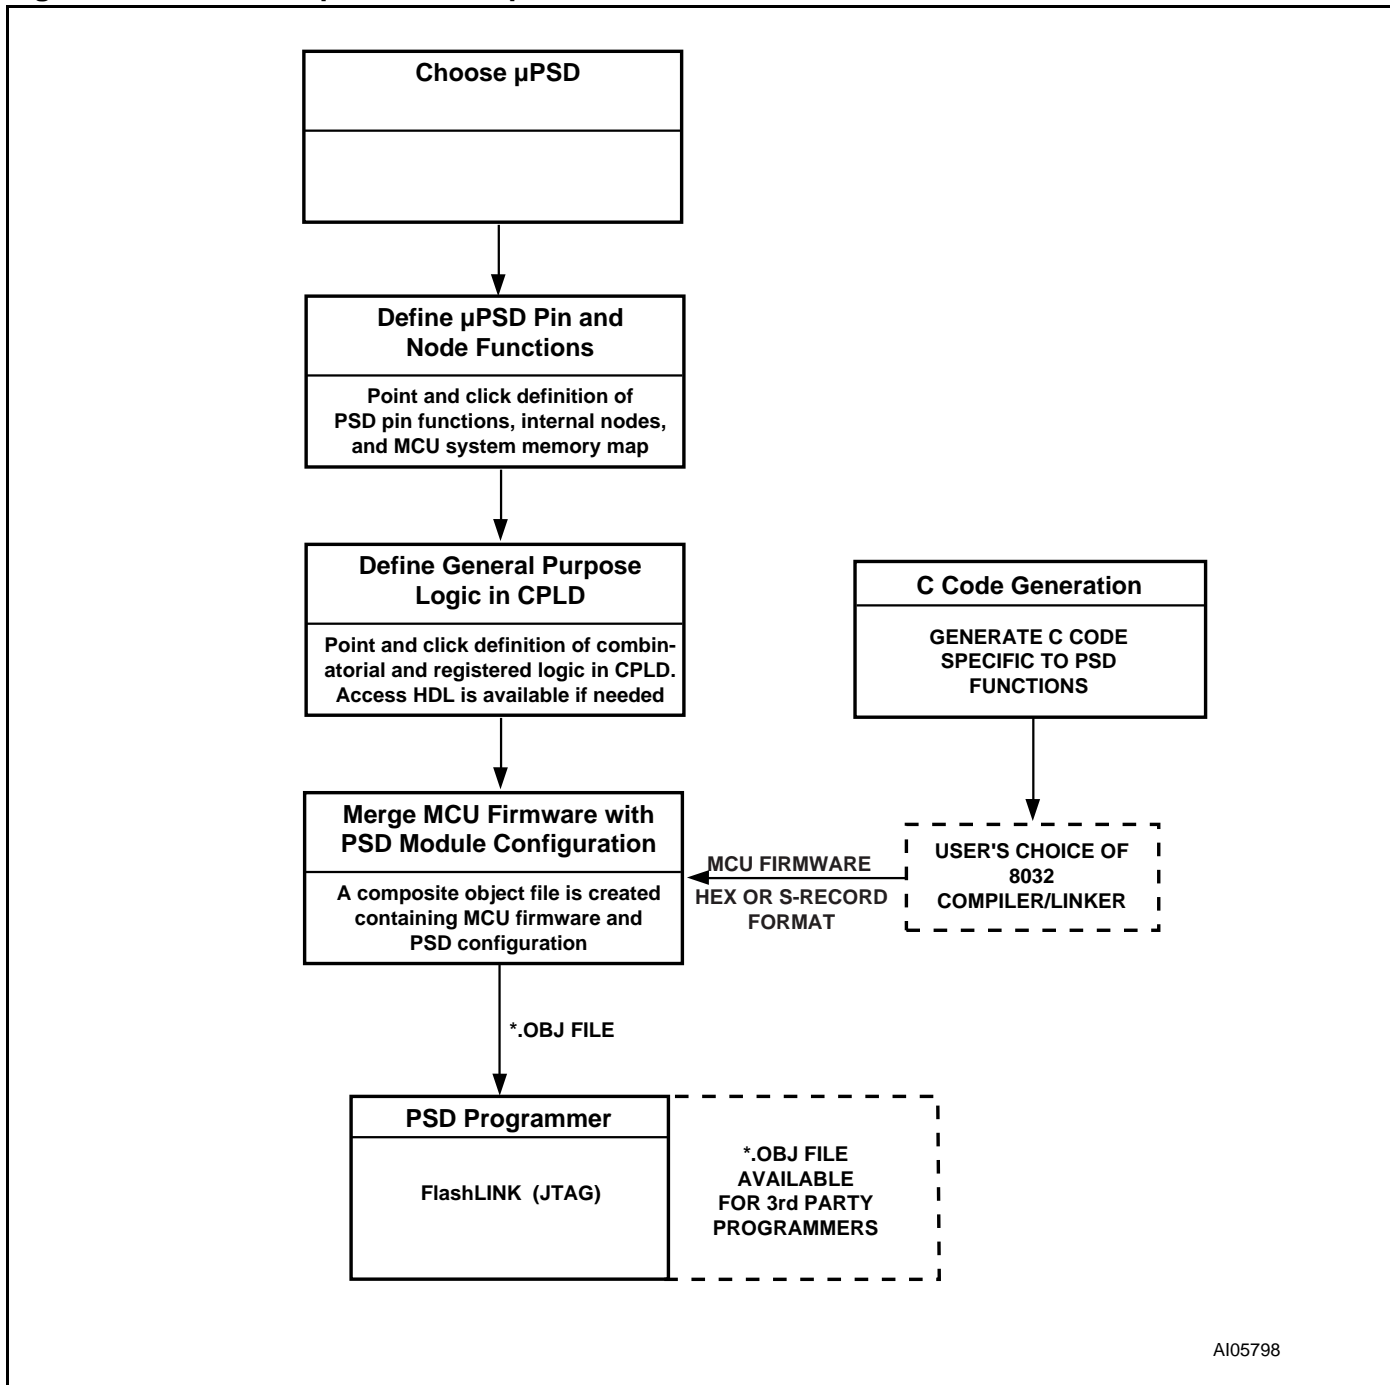 Choose µPSD
Define µPSD Pin and
Node Functions
Point and click definition of
PSD pin functions, internal nodes,
and MCU system memory map
Define General Purpose
Logic in CPLD
Point and click definition of combin-
atorial and registered logic in CPLD.
Access HDL is available if needed
C Code Generation
GENERATE C CODE
SPECIFIC TO PSD
FUNCTIONS
Merge MCU Firmware with
PSD Module Configuration
A composite object file is created
containing MCU firmware and
PSD configuration
MCU FIRMWARE
HEX OR S-RECORD
FORMAT
USER'S CHOICE OF
8032
COMPILER/LINKER
*.OBJ FILE
PSD Programmer
FlashLINK (JTAG)
*.OBJ FILE
AVAILABLE
FOR 3rd PARTY
PROGRAMMERS
AI05798